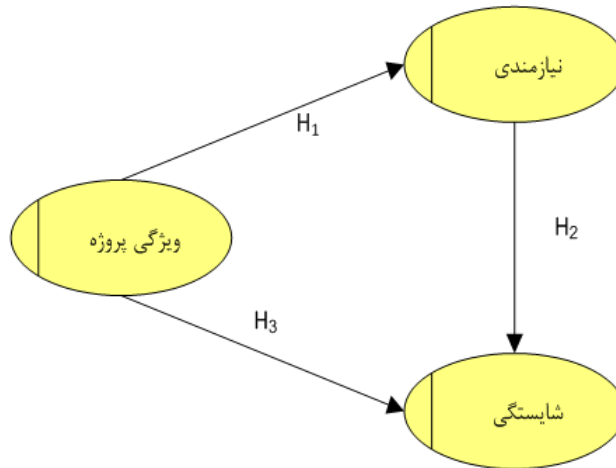 نیازمندی
H₁
ویژگی پروژه
H₂
H₃
شایستگی